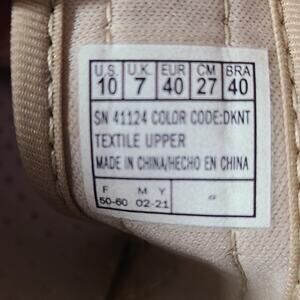 U.S. U.K. EUR CM BRA
10 7 40 27 40
SN 41124 COLOR CODE:DKNT
TEXTILE UPPER
MADE IN CHINA/HECHO EN CHINA
F M Y
50-60 02-21 "